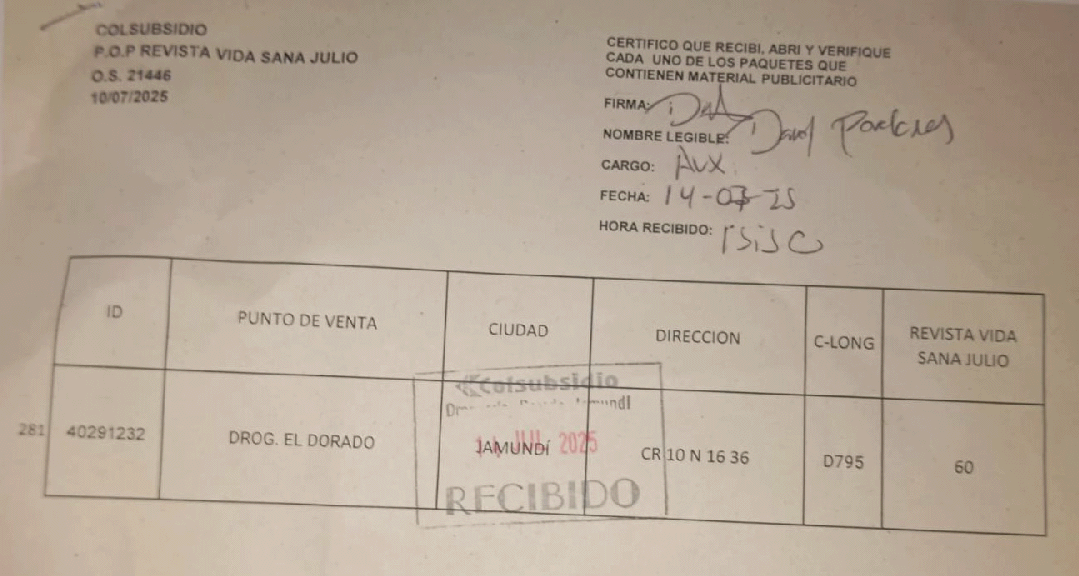 COLSUBSIDIO
P.O.P REVISTA VIDA SANA JULIO
O.S. 21446
10/07/2025
CERTIFICO QUE RECIBI, ABRI Y VERIFIQUE
CADA UNO DE LOS PAQUETES QUE
CONTIENEN MATERIAL PUBLICITARIO
FIRMA:
NOMBRE LEGIBLE:
CARGO: AUX
FECHA: 14-07-25
HORA RECIBIDO:
ID
PUNTO DE VENTA
CIUDAD
DIRECCION
C-LONG
REVISTA VIDA
SANA JULIO
281
40291232
DROG. EL DORADO
JAMUNDÍ
CR 10 N 16 36
D795
60
Colsubsidio
JUL 2025
RECIBIDO